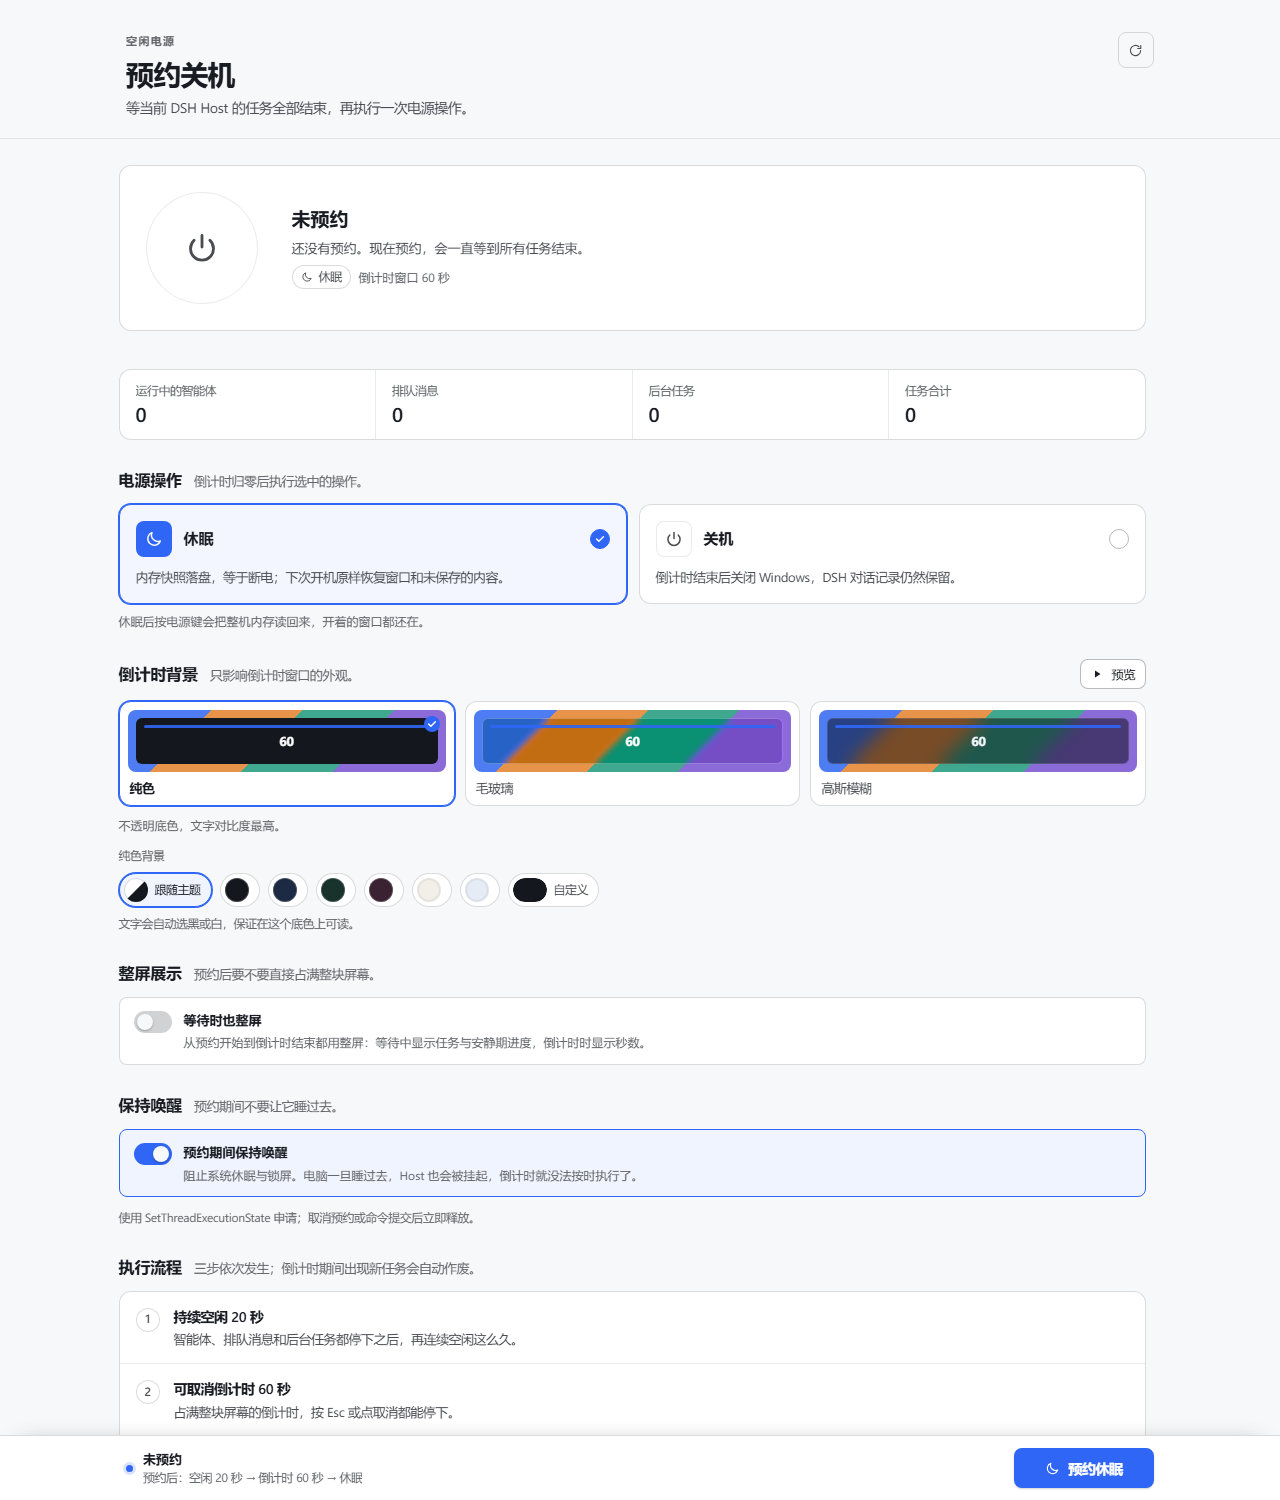 空闲电源
预约关机
等当前 DSH Host 的任务全部结束，再执行一次电源操作。
未预约
还没有预约。现在预约，会一直等到所有任务结束。
休眠 倒计时窗口 60 秒
运行中的智能体 排队消息 后台任务 任务合计
0 0 0 0
电源操作 倒计时归零后执行选中的操作。
休眠 关机
内存快照落盘，等于断电；下次开机原样恢复窗口和未保存的内容。 倒计时结束后关闭 Windows，DSH 对话记录仍然保留。
休眠后按电源键会把整机内存读回来，开着的窗口都还在。
倒计时背景 只影响倒计时窗口的外观。 预览
60 60 60
纯色 毛玻璃 高斯模糊
不透明底色，文字对比度最高。
纯色背景
跟随主题 自定义
文字会自动选黑或白，保证在这个底色上可读。
整屏展示 预约后要不要直接占满整块屏幕。
等待时也整屏
从预约开始到倒计时结束都用整屏：等待中显示任务与安静期进度，倒计时时显示秒数。
保持唤醒 预约期间不要让它睡过去。
预约期间保持唤醒
阻止系统休眠与锁屏。电脑一旦睡过去，Host 也会被挂起，倒计时就没法按时执行了。
使用 SetThreadExecutionState 申请；取消预约或命令提交后立即释放。
执行流程 三步依次发生；倒计时期间出现新任务会自动作废。
1 持续空闲 20 秒
智能体、排队消息和后台任务都停下之后，再连续空闲这么久。
2 可取消倒计时 60 秒
占满整块屏幕的倒计时，按 Esc 或点取消都能停下。
未预约
预约后：空闲 20 秒 → 倒计时 60 秒 → 休眠
预约休眠